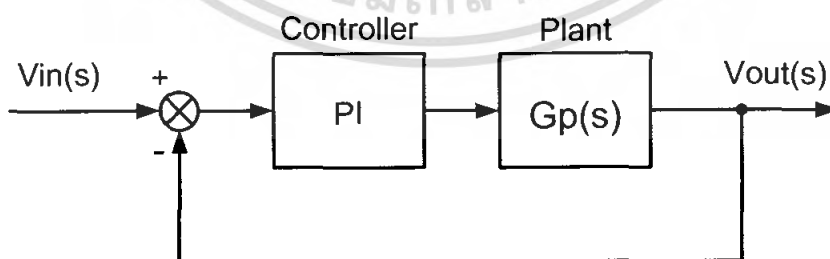 Controller
Plant
Vin(s)
+
PI
Gp(s)
Vout(s)
-